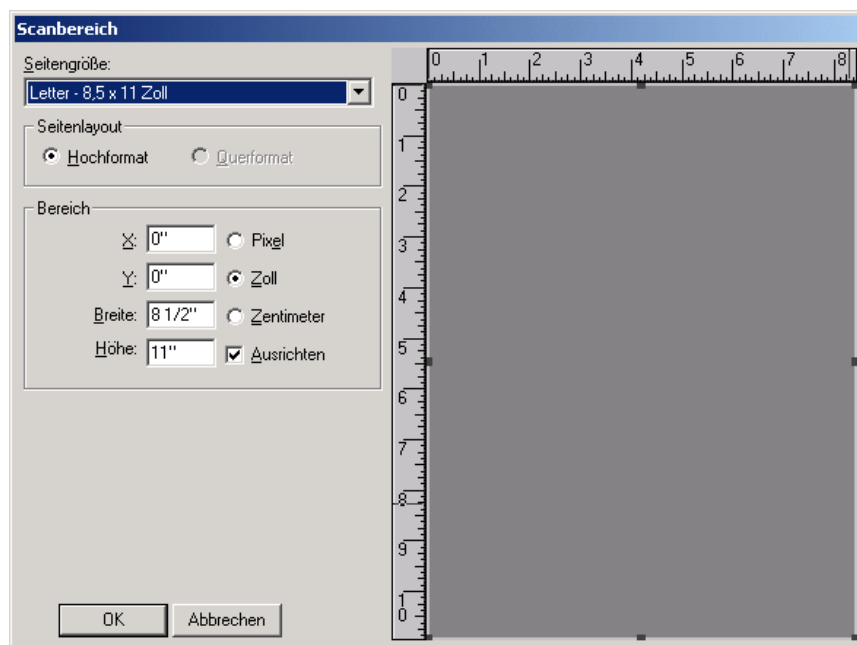 Scanbereich
Seitengröße:
Letter - 8,5 x 11 Zoll
Seitenlayout
Hochformat
Querformat
Bereich
X: 0"
Pixel
Y: 0"
Zoll
Breite: 8 1/2"
Zentimeter
Höhe: 11"
Ausrichten
OK
Abbrechen
0 1 2 3 4 5 6 7 8
0
1
2
3
4
5
6
7
8
9
10